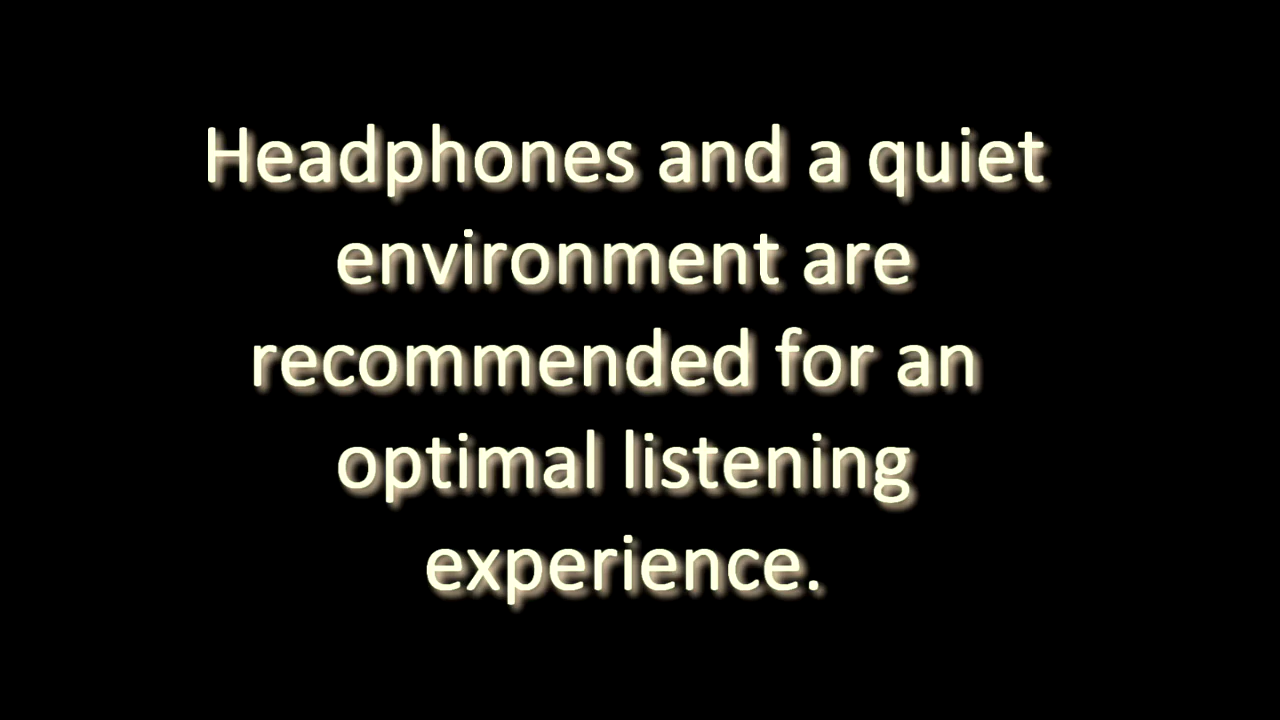 Headphones and a quiet
environment are
recommended for an
optimal listening
experience.